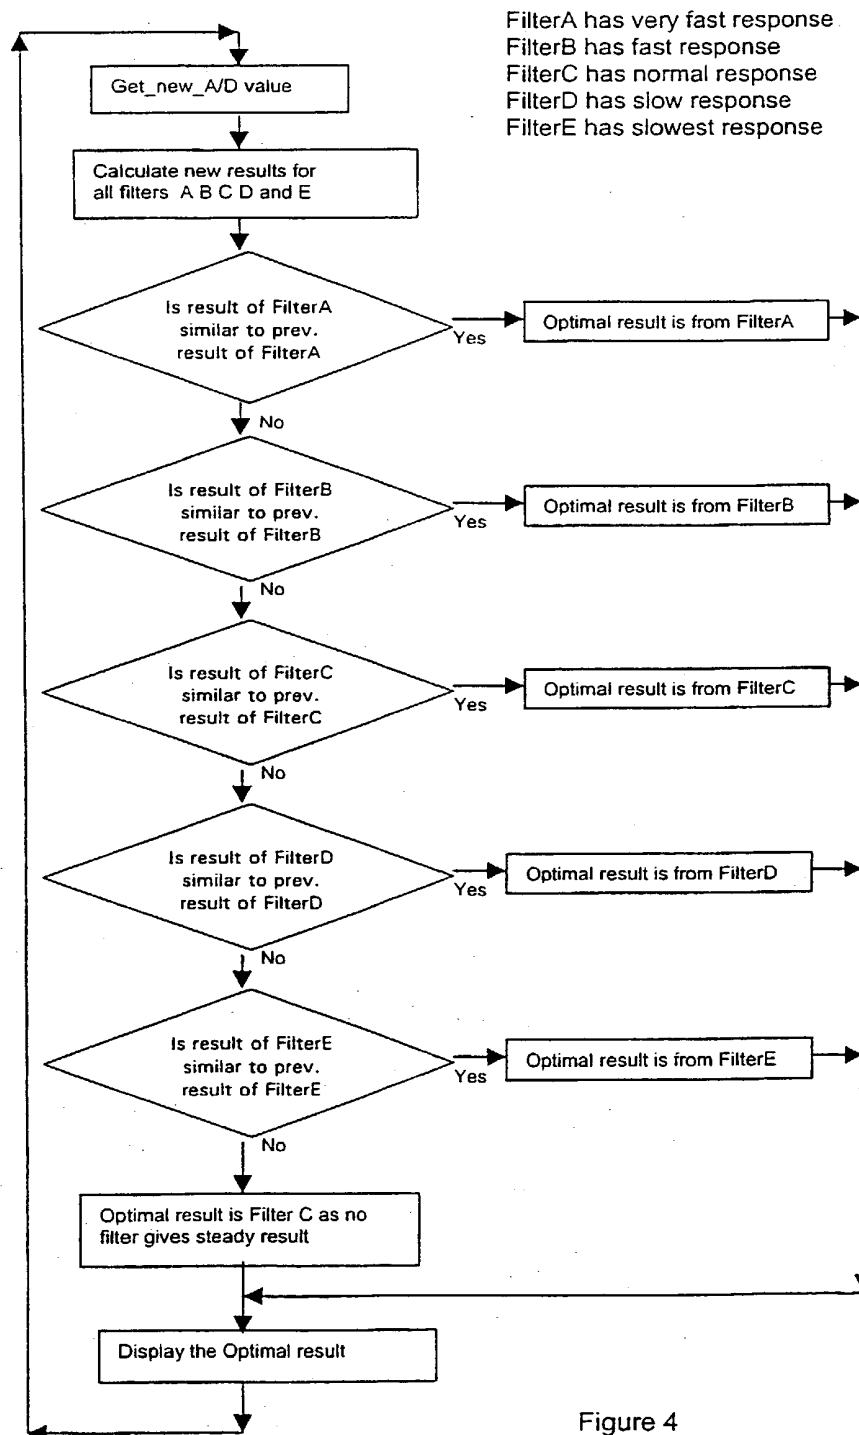 FilterA has very fast response
FilterB has fast response
FilterC has normal response
FilterD has slow response
FilterE has slowest response
Get_new_A/D value
Calculate new results for
all filters A B C D and E
Is result of FilterA
similar to prev.
result of FilterA
Yes
Optimal result is from FilterA
No
Is result of FilterB
similar to prev.
result of FilterB
Yes
Optimal result is from FilterB
No
Is result of FilterC
similar to prev.
result of FilterC
Yes
Optimal result is from FilterC
No
Is result of FilterD
similar to prev.
result of FilterD
Yes
Optimal result is from FilterD
No
Is result of FilterE
similar to prev.
result of FilterE
Yes
Optimal result is from FilterE
No
Optimal result is Filter C as no
filter gives steady result
Display the Optimal result
Figure 4